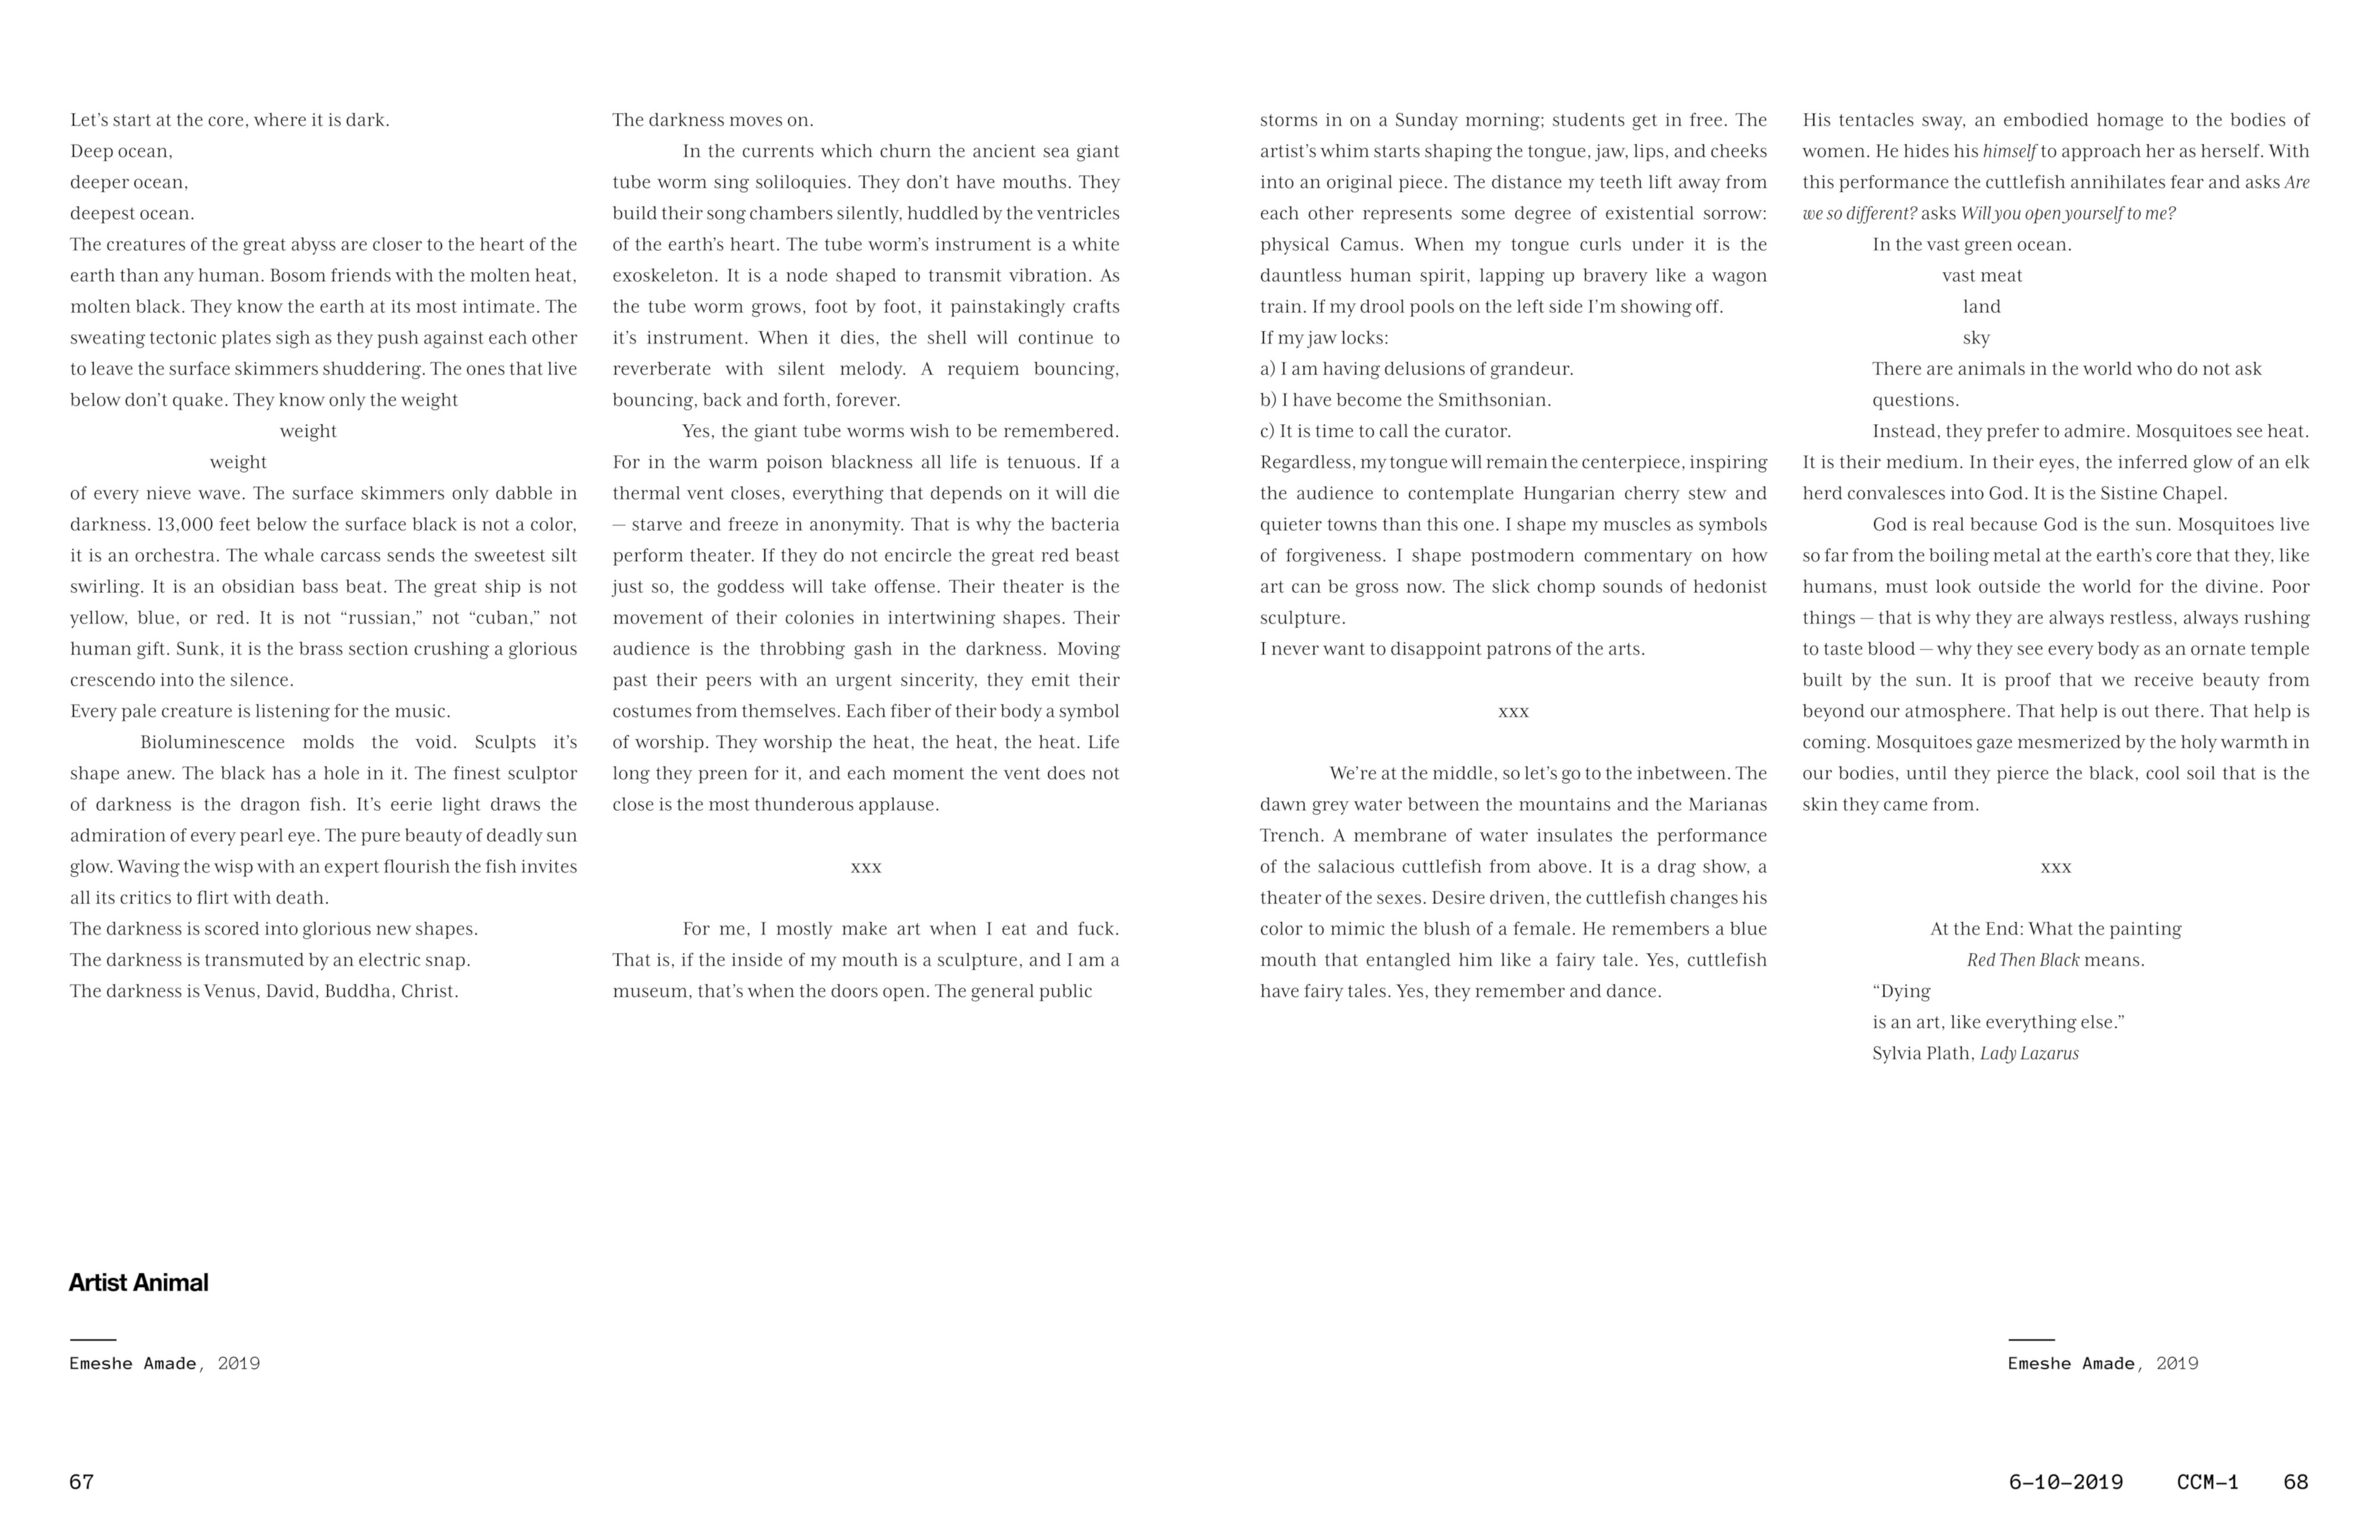 Let's start at the core, where it is dark.
Deep ocean,
deeper ocean,
deepest ocean.
The creatures of the great abyss are closer to the heart of the
earth than any human. Bosom friends with the molten heat,
molten black. They know the earth at its most intimate. The
sweating tectonic plates sigh as they push against each other
to leave the surface skimmers shuddering. The ones that live
below don't quake. They know only the weight
weight
weight
of every nieve wave. The surface skimmers only dabble in
darkness. 13,000 feet below the surface black is not a color,
it is an orchestra. The whale carcass sends the sweetest silt
swirling. It is an obsidian bass beat. The great ship is not
yellow, blue, or red. It is not “russian,” not “cuban,” not
human gift. Sunk, it is the brass section crushing a glorious
crescendo into the silence.
Every pale creature is listening for the music.
Bioluminescence molds the void. Sculpts it's
shape anew. The black has a hole in it. The finest sculptor
of darkness is the dragon fish. It's eerie light draws the
admiration of every pearl eye. The pure beauty of deadly sun
glow. Waving the wisp with an expert flourish the fish invites
all its critics to flirt with death.
The darkness is scored into glorious new shapes.
The darkness is transmuted by an electric snap.
The darkness is Venus, David, Buddha, Christ.
The darkness moves on.
In the currents which churn the ancient sea giant
tube worm sing soliloquies. They don't have mouths. They
build their song chambers silently, huddled by the ventricles
of the earth's heart. The tube worm's instrument is a white
exoskeleton. It is a node shaped to transmit vibration. As
the tube worm grows, foot by foot, it painstakingly crafts
it's instrument. When it dies, the shell will continue to
reverberate with silent melody. A requiem bouncing,
bouncing, back and forth, forever.
Yes, the giant tube worms wish to be remembered.
For in the warm poison blackness all life is tenuous. If a
thermal vent closes, everything that depends on it will die
— starve and freeze in anonymity. That is why the bacteria
perform theater. If they do not encircle the great red beast
just so, the goddess will take offense. Their theater is the
movement of their colonies in intertwining shapes. Their
audience is the throbbing gash in the darkness. Moving
past their peers with an urgent sincerity, they emit their
costumes from themselves. Each fiber of their body a symbol
of worship. They worship the heat, the heat, the heat. Life
long they preen for it, and each moment the vent does not
close is the most thunderous applause.
xxx
For me, I mostly make art when I eat and fuck.
That is, if the inside of my mouth is a sculpture, and I am a
museum, that's when the doors open. The general public
storms in on a Sunday morning; students get in free. The
artist's whim starts shaping the tongue, jaw, lips, and cheeks
into an original piece. The distance my teeth lift away from
each other represents some degree of existential sorrow:
physical Camus. When my tongue curls under it is the
dauntless human spirit, lapping up bravery like a wagon
train. If my drool pools on the left side I'm showing off.
If my jaw locks:
a) I am having delusions of grandeur.
b) I have become the Smithsonian.
c) It is time to call the curator.
Regardless, my tongue will remain the centerpiece, inspiring
the audience to contemplate Hungarian cherry stew and
quieter towns than this one. I shape my muscles as symbols
of forgiveness. I shape postmodern commentary on how
art can be gross now. The slick chomp sounds of hedonist
sculpture.
I never want to disappoint patrons of the arts.
xxx
We're at the middle, so let's go to the inbetween. The
dawn grey water between the mountains and the Marianas
Trench. A membrane of water insulates the performance
of the salacious cuttlefish from above. It is a drag show, a
theater of the sexes. Desire driven, the cuttlefish changes his
color to mimic the blush of a female. He remembers a blue
mouth that entangled him like a fairy tale. Yes, cuttlefish
have fairy tales. Yes, they remember and dance.
His tentacles sway, an embodied homage to the bodies of
women. He hides his himself to approach her as herself. With
this performance the cuttlefish annihilates fear and asks Are
we so different? asks Will you open yourself to me?
In the vast green ocean.
vast meat
land
sky
There are animals in the world who do not ask
questions.
Instead, they prefer to admire. Mosquitoes see heat.
It is their medium. In their eyes, the inferred glow of an elk
herd convalesces into God. It is the Sistine Chapel.
God is real because God is the sun. Mosquitoes live
so far from the boiling metal at the earth's core that they, like
humans, must look outside the world for the divine. Poor
things — that is why they are always restless, always rushing
to taste blood — why they see every body as an ornate temple
built by the sun. It is proof that we receive beauty from
beyond our atmosphere. That help is out there. That help is
coming. Mosquitoes gaze mesmerized by the holy warmth in
our bodies, until they pierce the black, cool soil that is the
skin they came from.
xxx
At the End: What the painting
Red Then Black means.
“Dying
is an art, like everything else.”
Sylvia Plath, Lady Lazarus
Artist Animal
Emeshe Amade, 2019
Emeshe Amade, 2019
67
6-10-2019 CCM-1 68